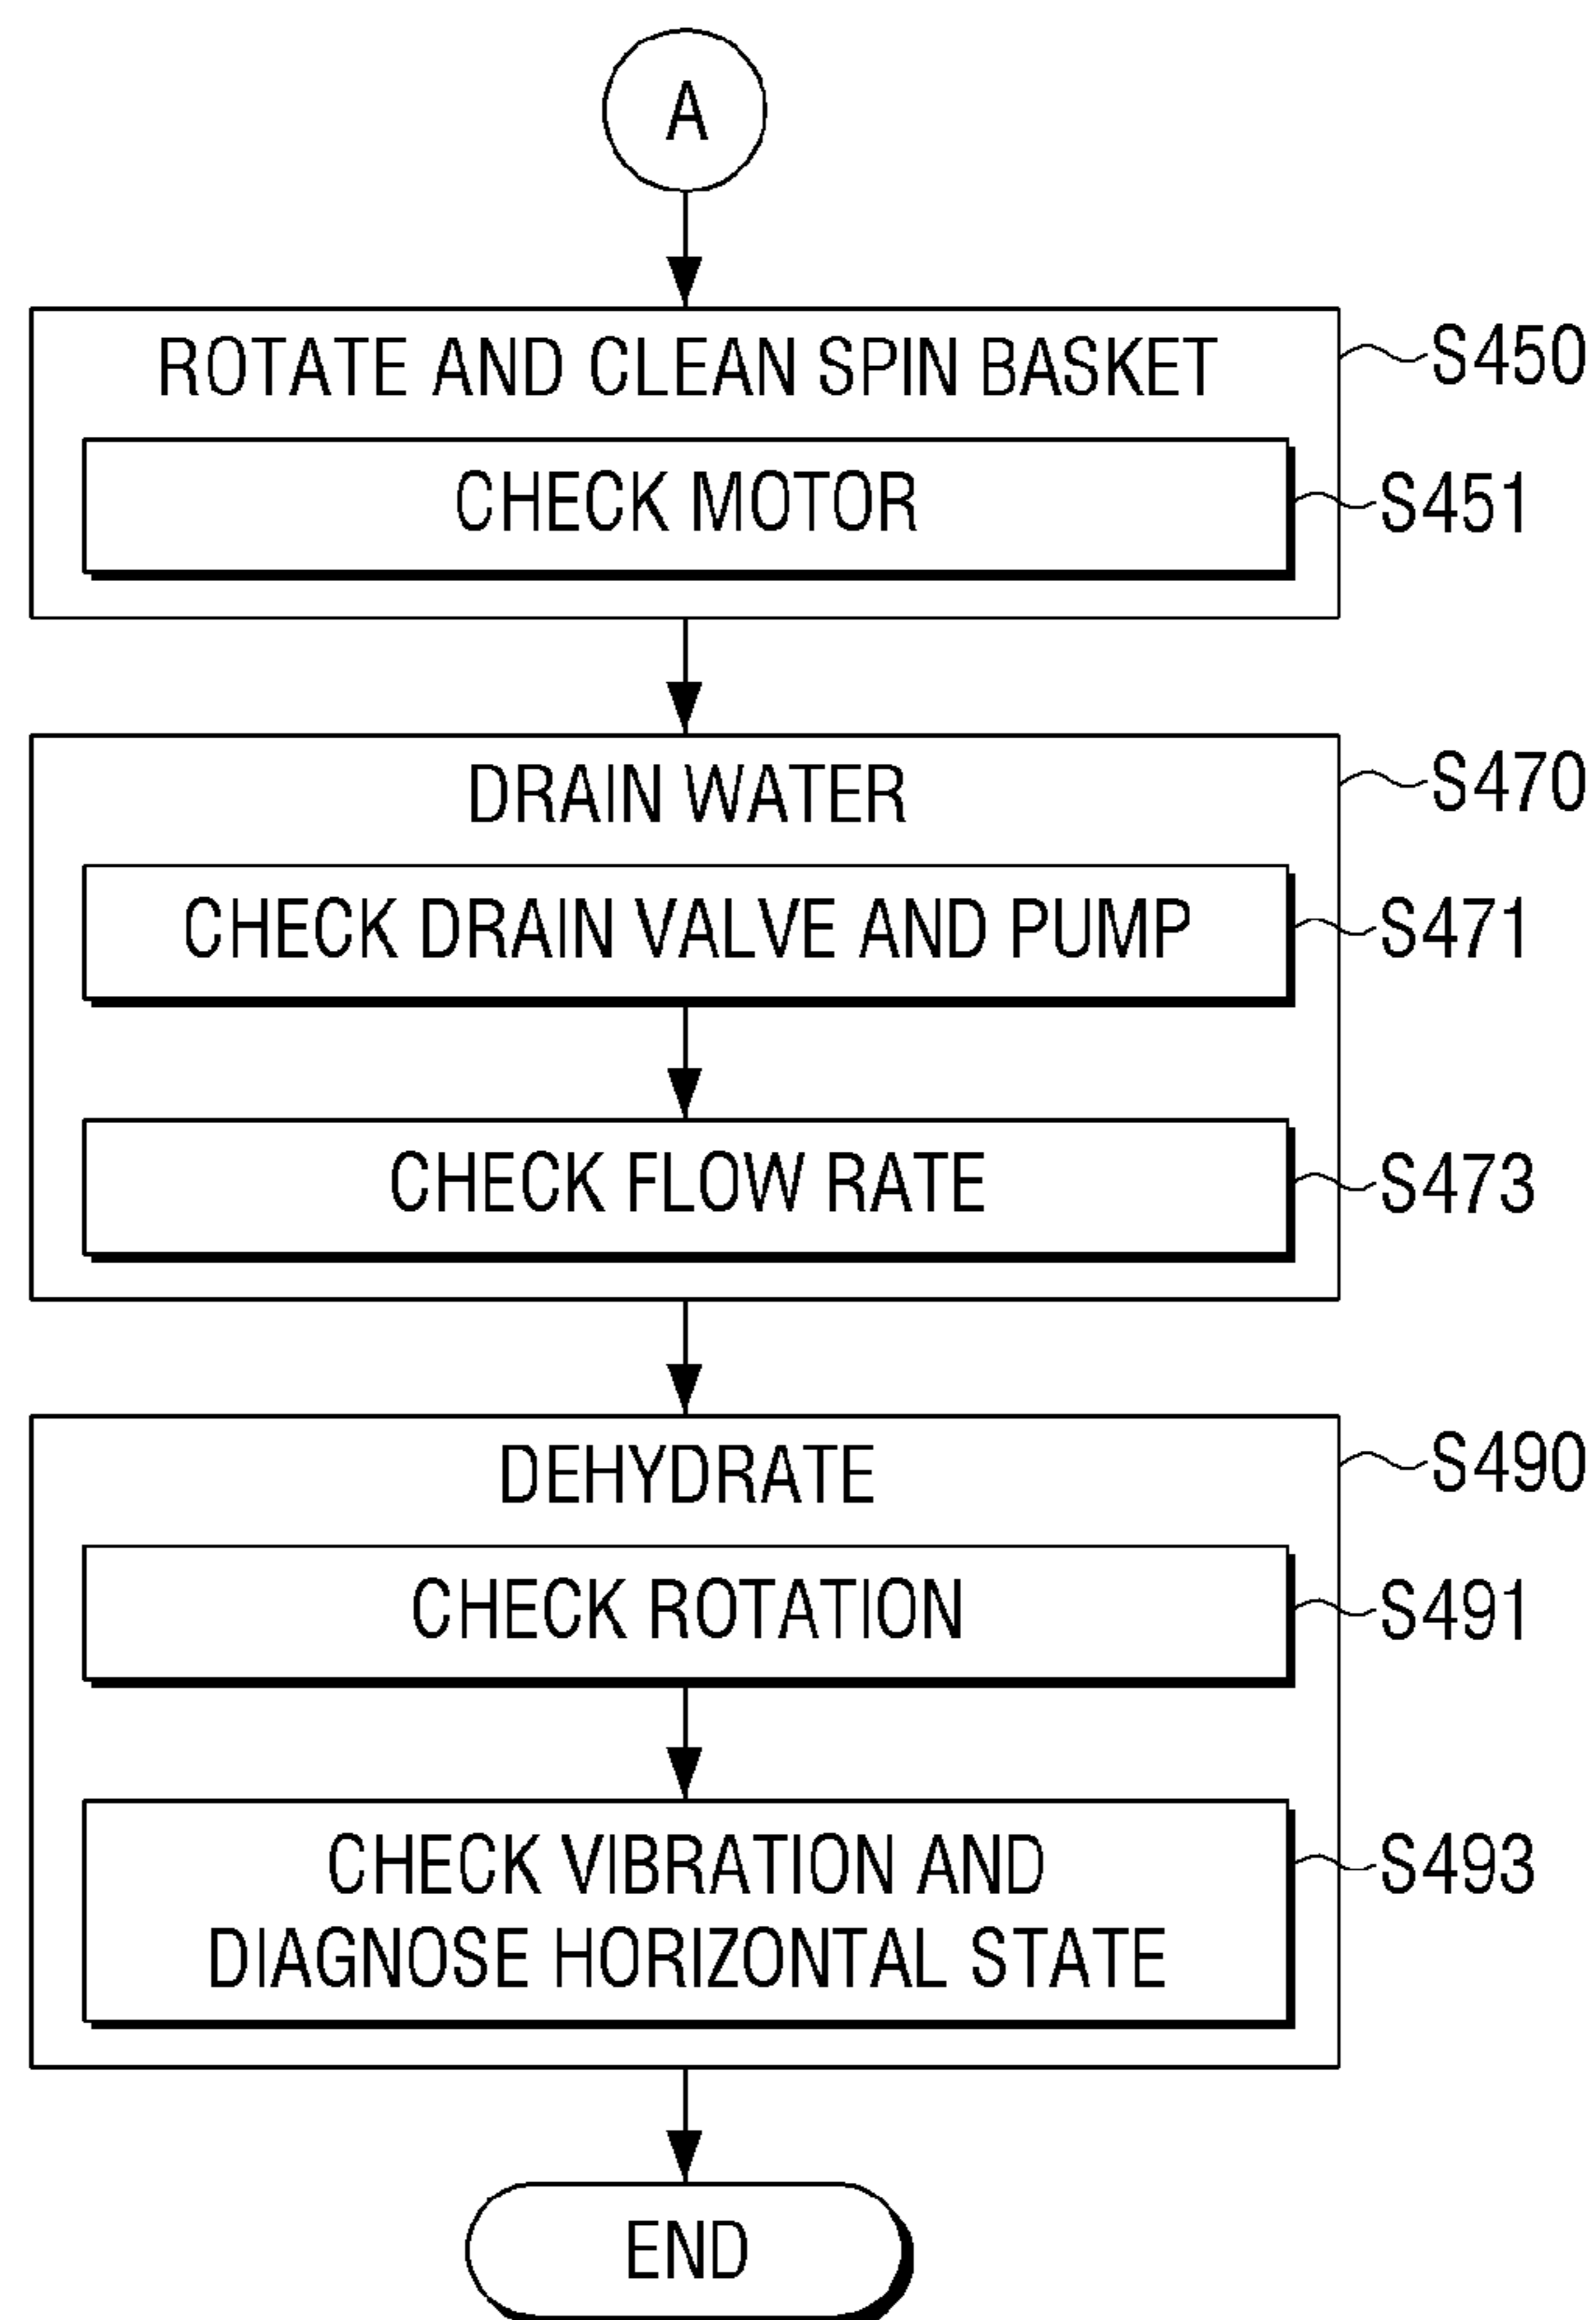 A
ROTATE AND CLEAN SPIN BASKET
S450
CHECK MOTOR
S451
DRAIN WATER
S470
CHECK DRAIN VALVE AND PUMP
S471
CHECK FLOW RATE
S473
DEHYDRATE
S490
CHECK ROTATION
S491
CHECK VIBRATION AND
DIAGNOSE HORIZONTAL STATE
S493
END